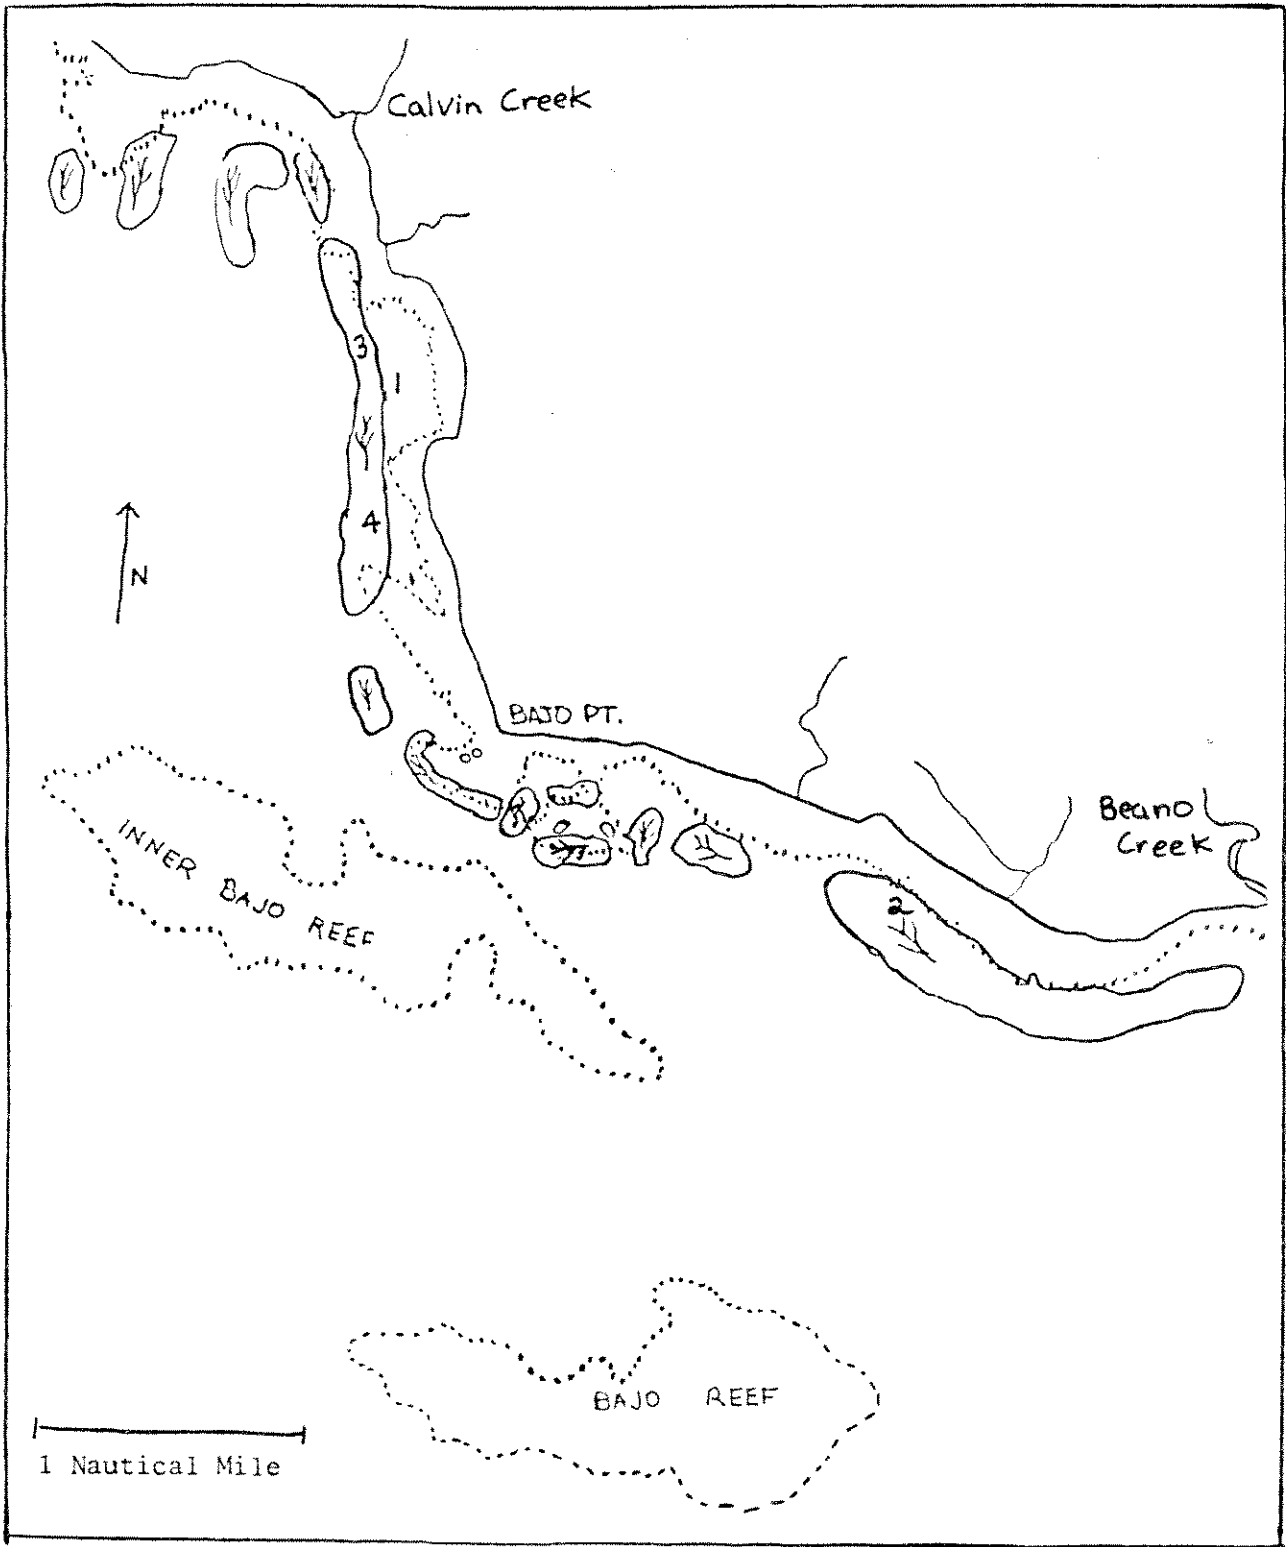 Calvin Creek
3
1
4
N
BAJO PT.
Beano
Creek
2
INNER BAJO REEF
BAJO REEF
1 Nautical Mile